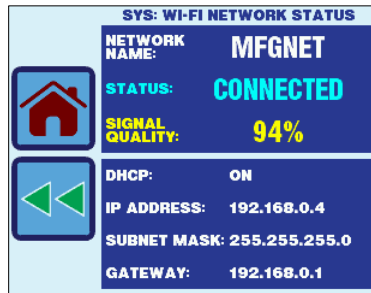 SYS: WI-FI NETWORK STATUS
NETWORK NAME: MFGNET
STATUS: CONNECTED
SIGNAL QUALITY: 94%
DHCP: ON
IP ADDRESS: 192.168.0.4
SUBNET MASK: 255.255.255.0
GATEWAY: 192.168.0.1